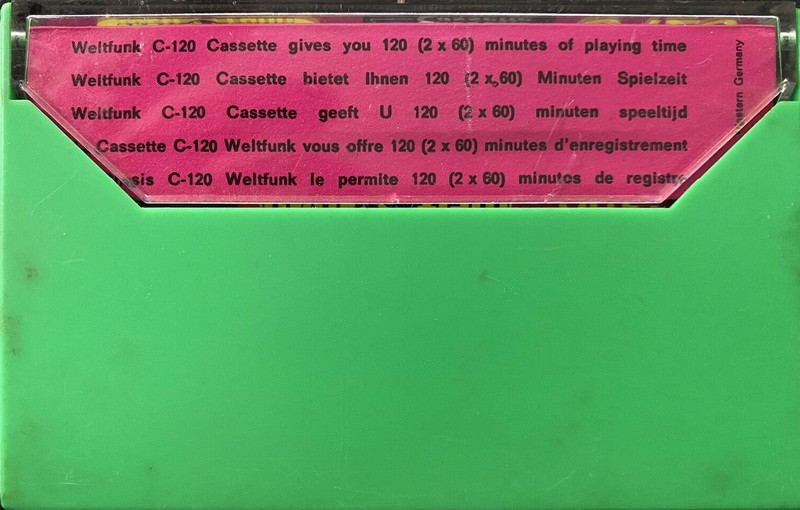 Weltfunk C-120 Cassette gives you 120 (2 x 60) minutes of playing time
Weltfunk C-120 Cassette bietet Ihnen 120 (2 x 60) Minuten Spielzeit
Weltfunk C-120 Cassette geeft U 120 (2 x 60) minuten speeltijd
Cassette C-120 Weltfunk vous offre 120 (2 x 60) minutes d'enregistrement
C-120 Weltfunk le permite 120 (2 x 60) minutos de
Germany